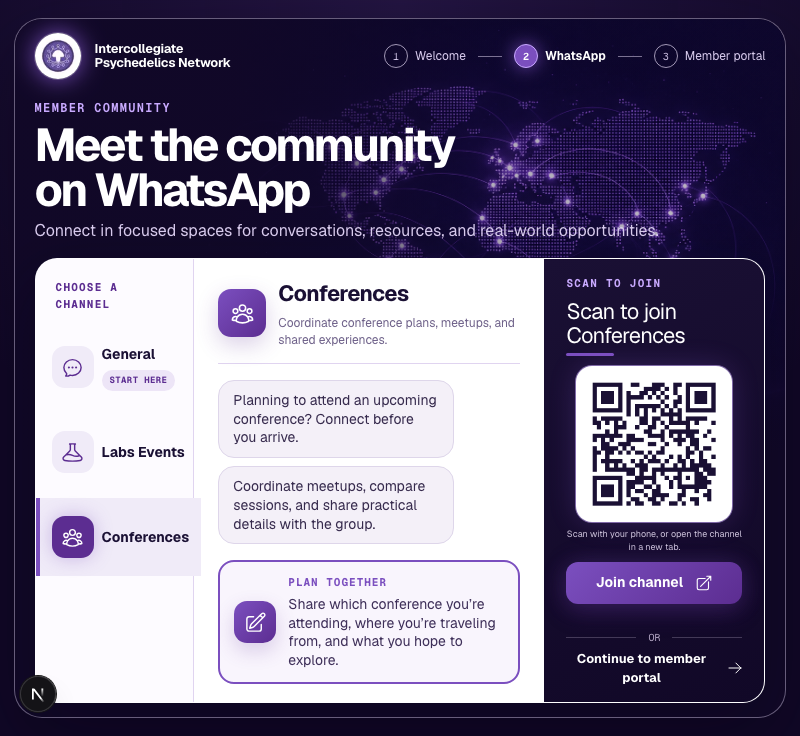 Intercollegiate
Psychedelics Network
1 Welcome
2 WhatsApp
3 Member portal
MEMBER COMMUNITY
Meet the community
on WhatsApp
Connect in focused spaces for conversations, resources, and real-world opportunities.
CHOOSE A
CHANNEL
General
START HERE
Labs Events
Conferences
Conferences
Coordinate conference plans, meetups, and
shared experiences.
Planning to attend an upcoming
conference? Connect before
you arrive.
Coordinate meetups, compare
sessions, and share practical
details with the group.
PLAN TOGETHER
Share which conference you’re
attending, where you’re traveling
from, and what you hope to
explore.
SCAN TO JOIN
Scan to join
Conferences
Scan with your phone, or open the channel
in a new tab.
Join channel
OR
Continue to member
portal
N